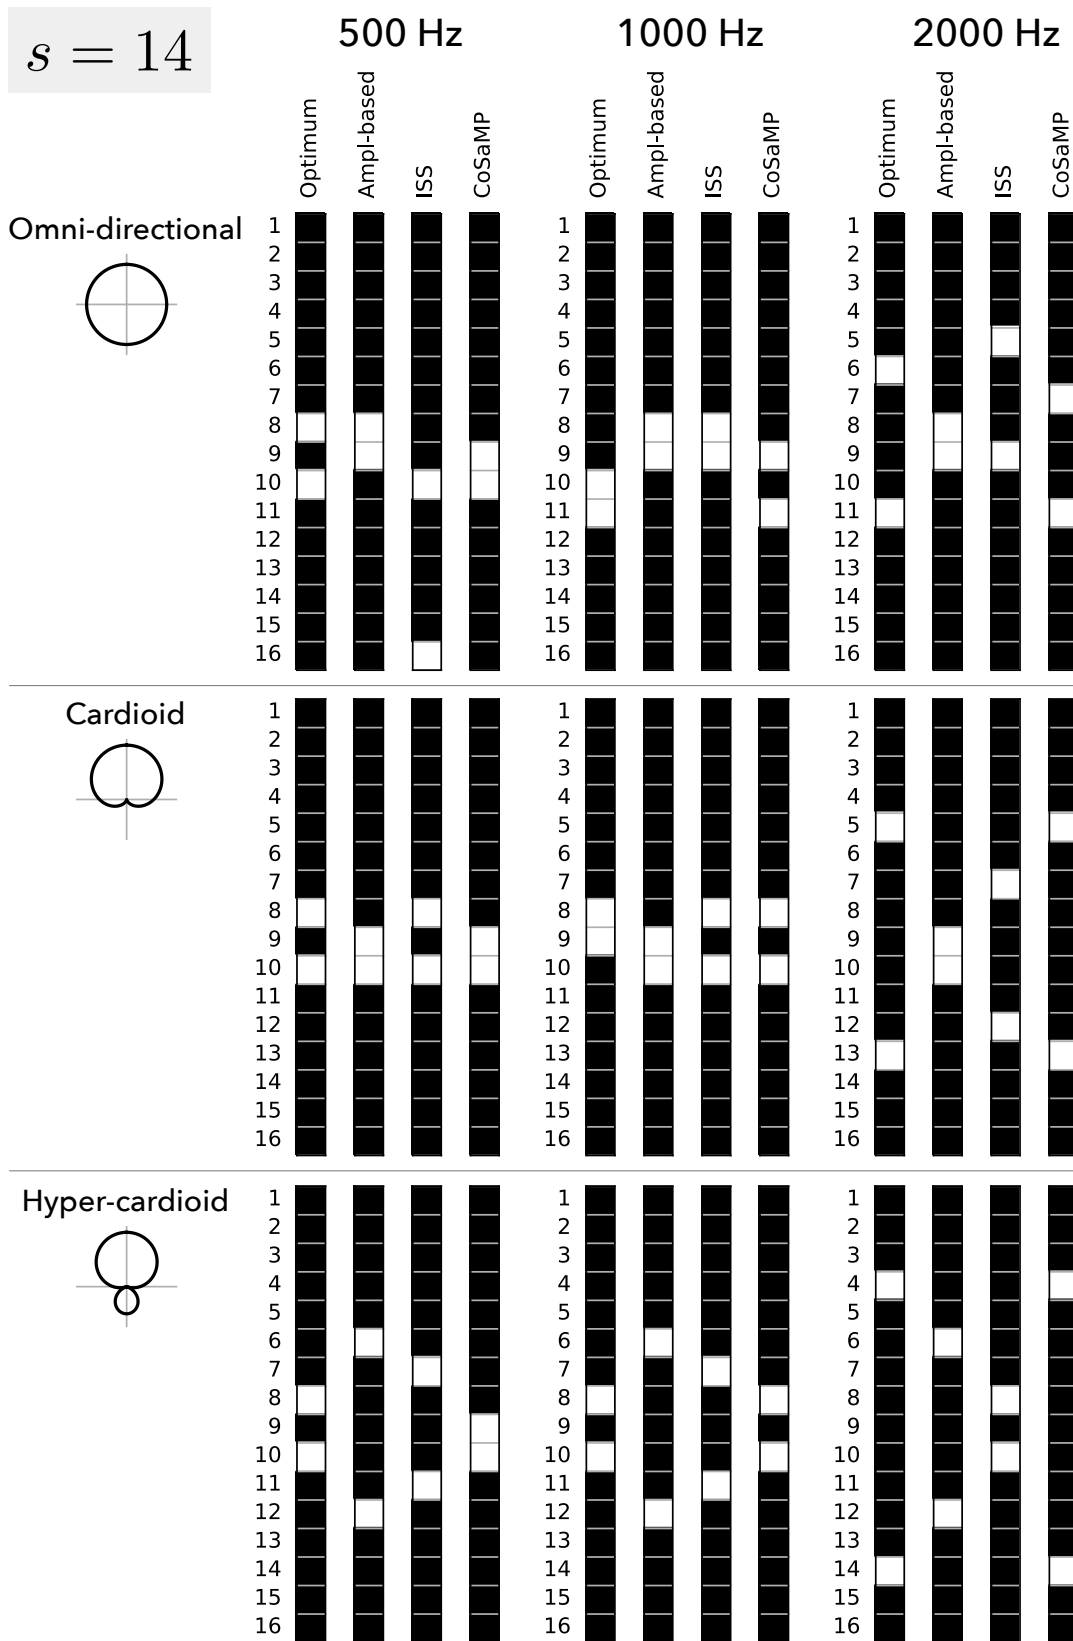 s = 14
500 Hz 1000 Hz 2000 Hz
Optimum Ampl-based ISS CoSaMP Optimum Ampl-based ISS CoSaMP Optimum Ampl-based ISS CoSaMP
Omni-directional 1 1 1
2 2 2
3 3 3
4 4 4
5 5 5
6 6 6
7 7 7
8 8 8
9 9 9
10 10 10
11 11 11
12 12 12
13 13 13
14 14 14
15 15 15
16 16 16
Cardioid 1 1 1
2 2 2
3 3 3
4 4 4
5 5 5
6 6 6
7 7 7
8 8 8
9 9 9
10 10 10
11 11 11
12 12 12
13 13 13
14 14 14
15 15 15
16 16 16
Hyper-cardioid 1 1 1
2 2 2
3 3 3
4 4 4
5 5 5
6 6 6
7 7 7
8 8 8
9 9 9
10 10 10
11 11 11
12 12 12
13 13 13
14 14 14
15 15 15
16 16 16